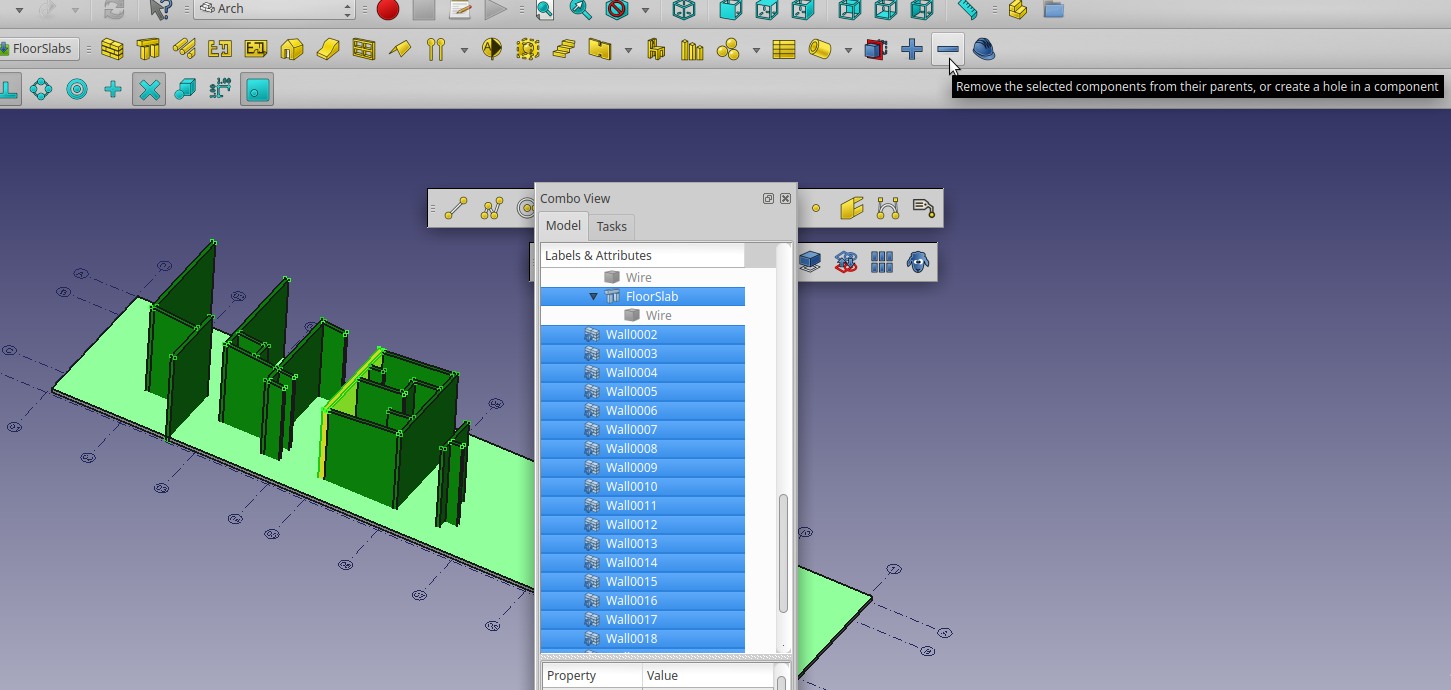 Arch
FloorSlabs
1.00
Remove the selected components from their parents, or create a hole in a component
Combo View
Model
Tasks
Labels & Attributes
Wire
FloorSlab
Wire
Wall0002
Wall0003
Wall0004
Wall0005
Wall0006
Wall0007
Wall0008
Wall0009
Wall0010
Wall0011
Wall0012
Wall0013
Wall0014
Wall0015
Wall0016
Wall0017
Wall0018
Property
Value